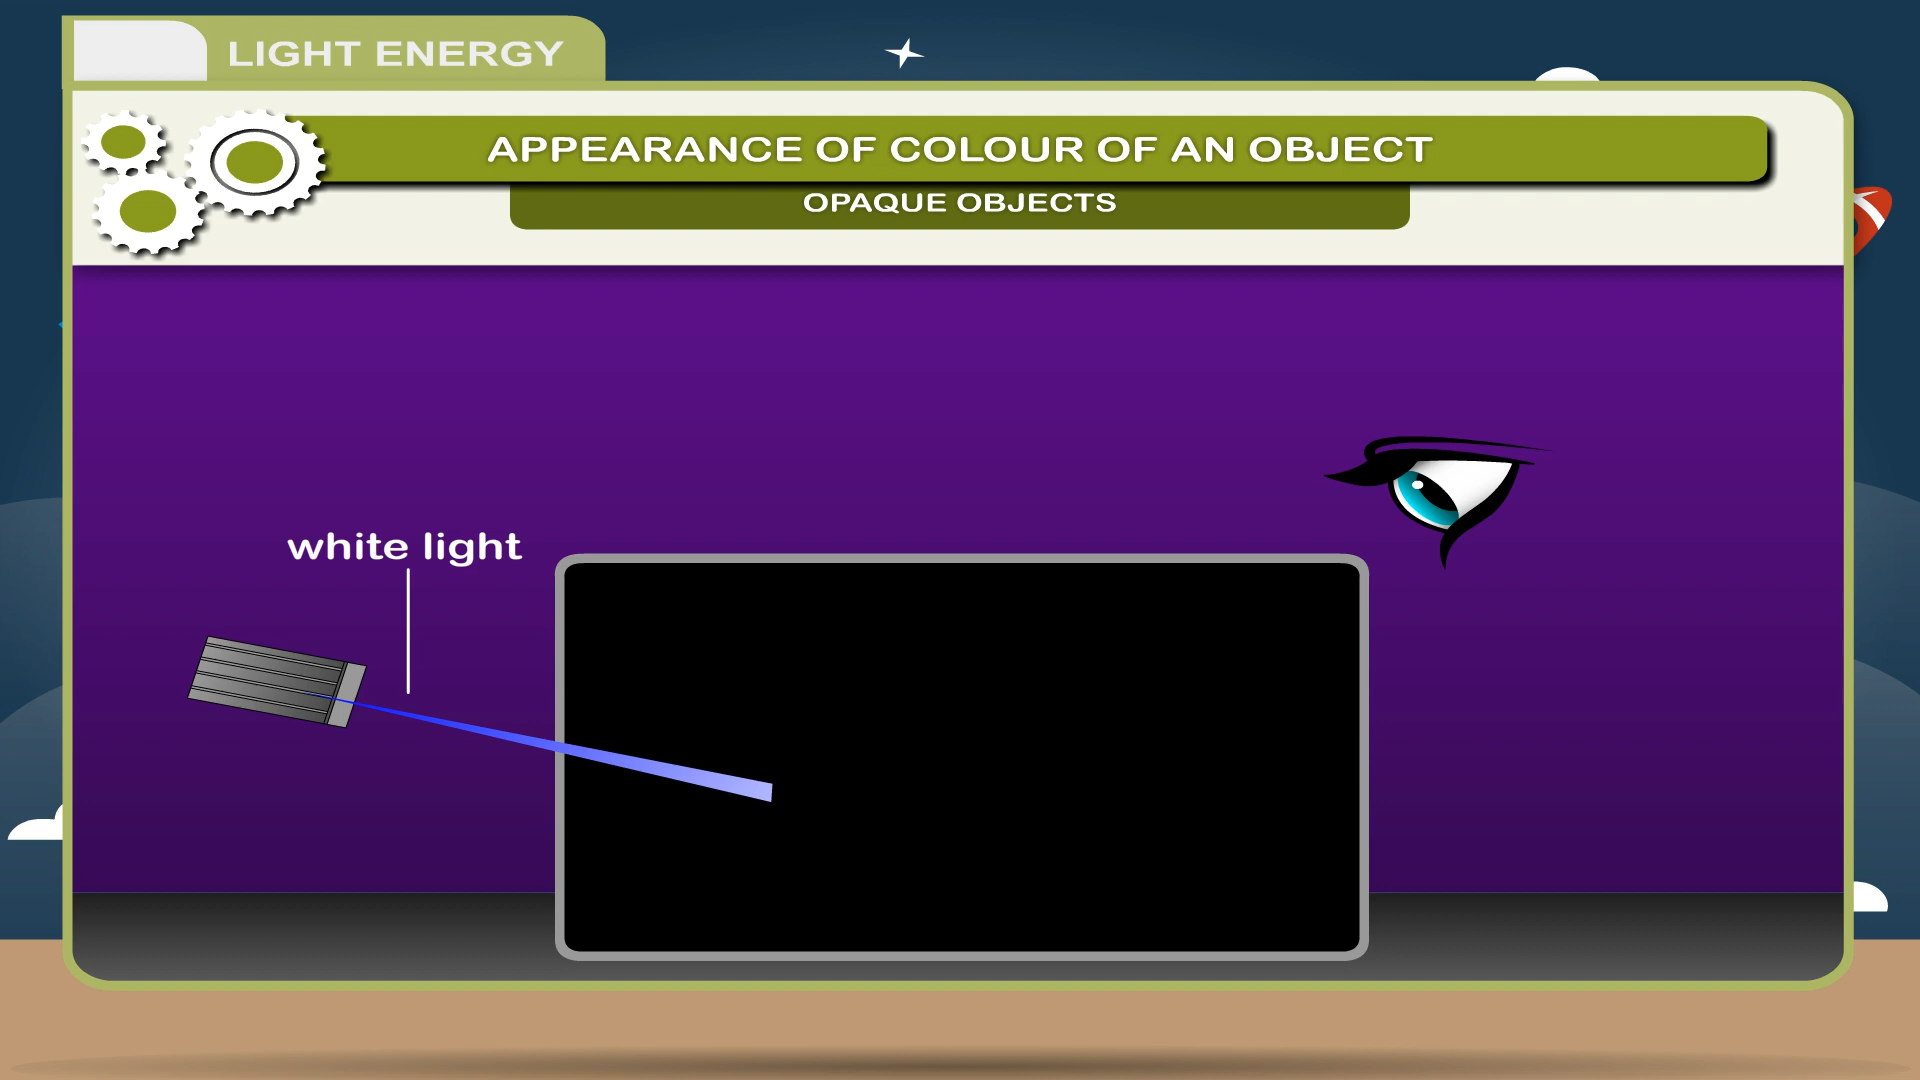 LIGHT ENERGY
APPEARANCE OF COLOUR OF AN OBJECT
OPAQUE OBJECTS
white light